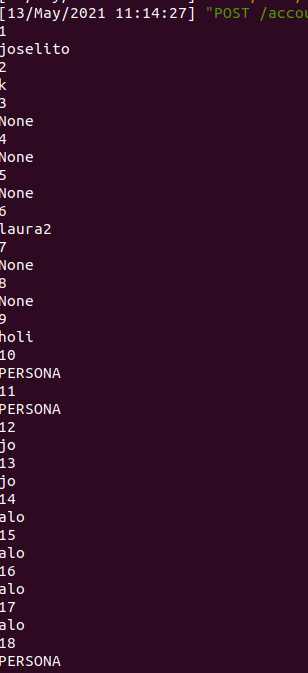 [13/May/2021 11:14:27] "POST /accou
1
joselito
2
k
3
None
4
None
5
None
6
laura2
7
None
8
None
9
holi
10
PERSONA
11
PERSONA
12
jo
13
jo
14
alo
15
alo
16
alo
17
alo
18
PERSONA